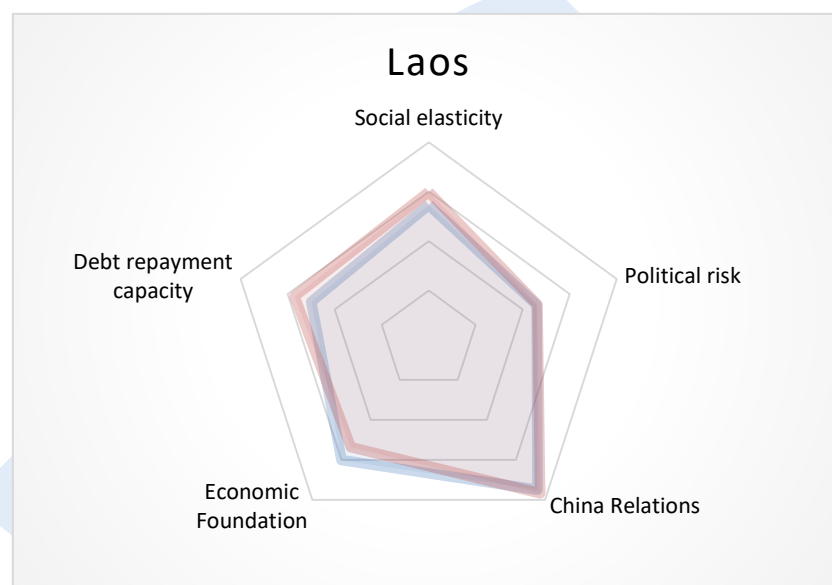 Laos
Social elasticity
Debt repayment
capacity
Political risk
Economic
Foundation
China Relations